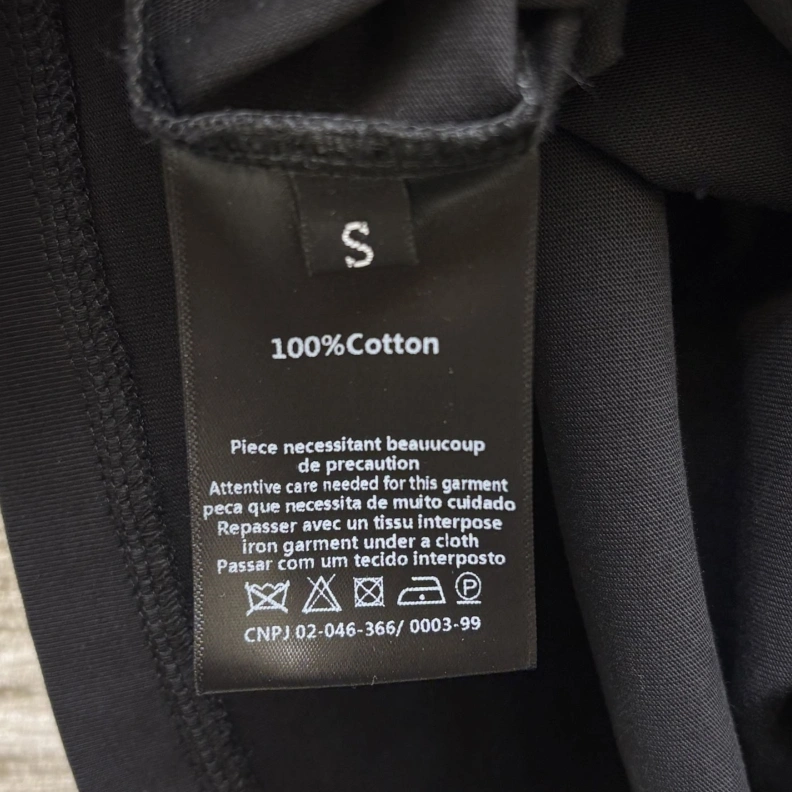 S
100%Cotton
Piece necessitant beauucoup
de precaution
Attentive care needed for this garment
peca que necessita de muito cuidado
Repasser avec un tissu interpose
iron garment under a cloth
Passar com um tecido interposto
P
CNPJ 02-046-366/ 0003-99